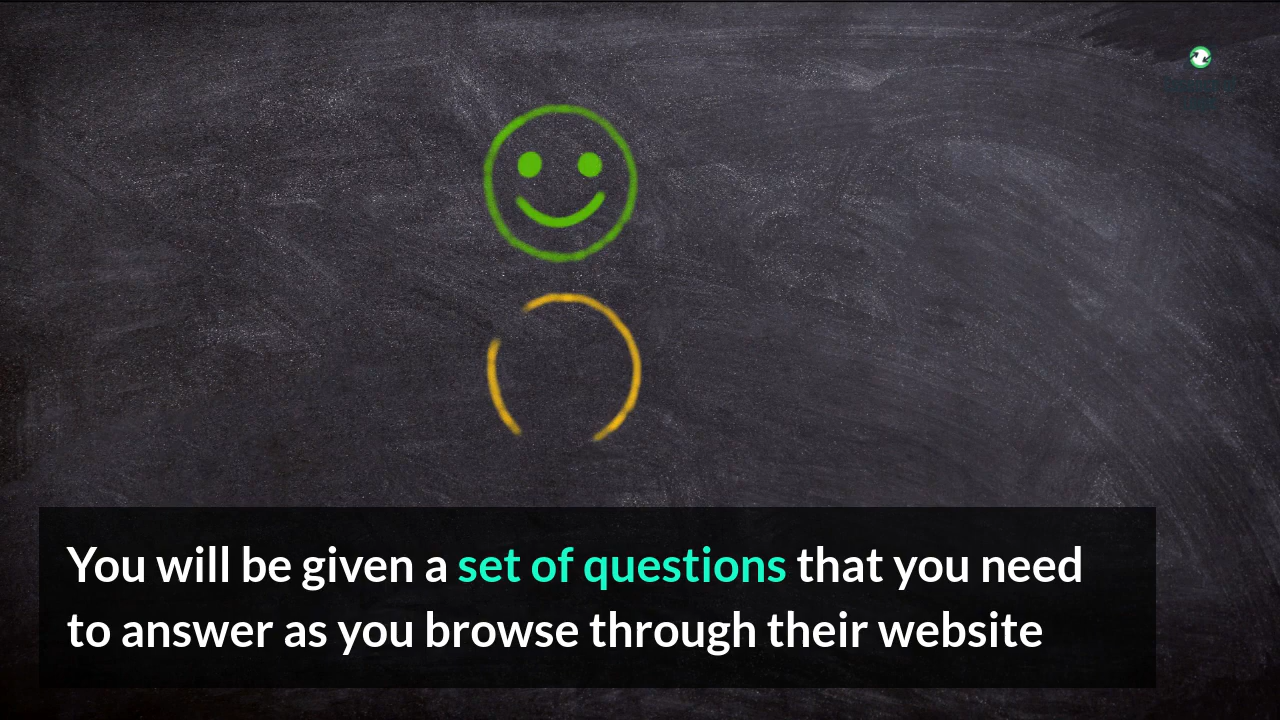 You will be given a set of questions that you need
to answer as you browse through their website